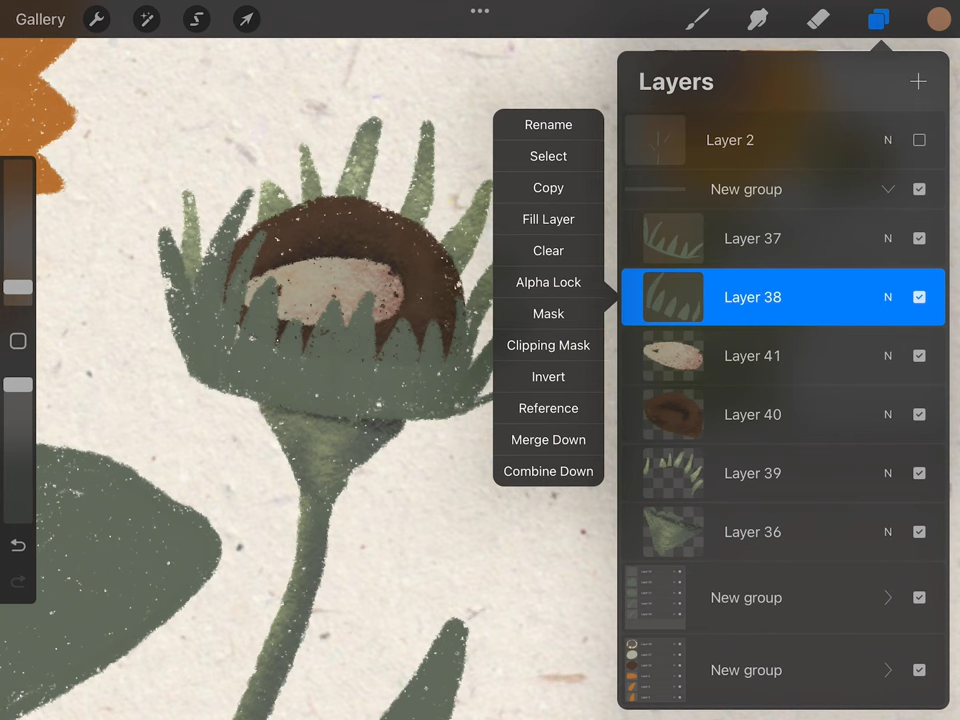 Gallery
Layers
Rename
Select
Copy
Fill Layer
Clear
Alpha Lock
Mask
Clipping Mask
Invert
Reference
Merge Down
Combine Down
Layer 2 N
New group
Layer 37 N
Layer 38 N
Layer 41 N
Layer 40 N
Layer 39 N
Layer 36 N
New group
New group